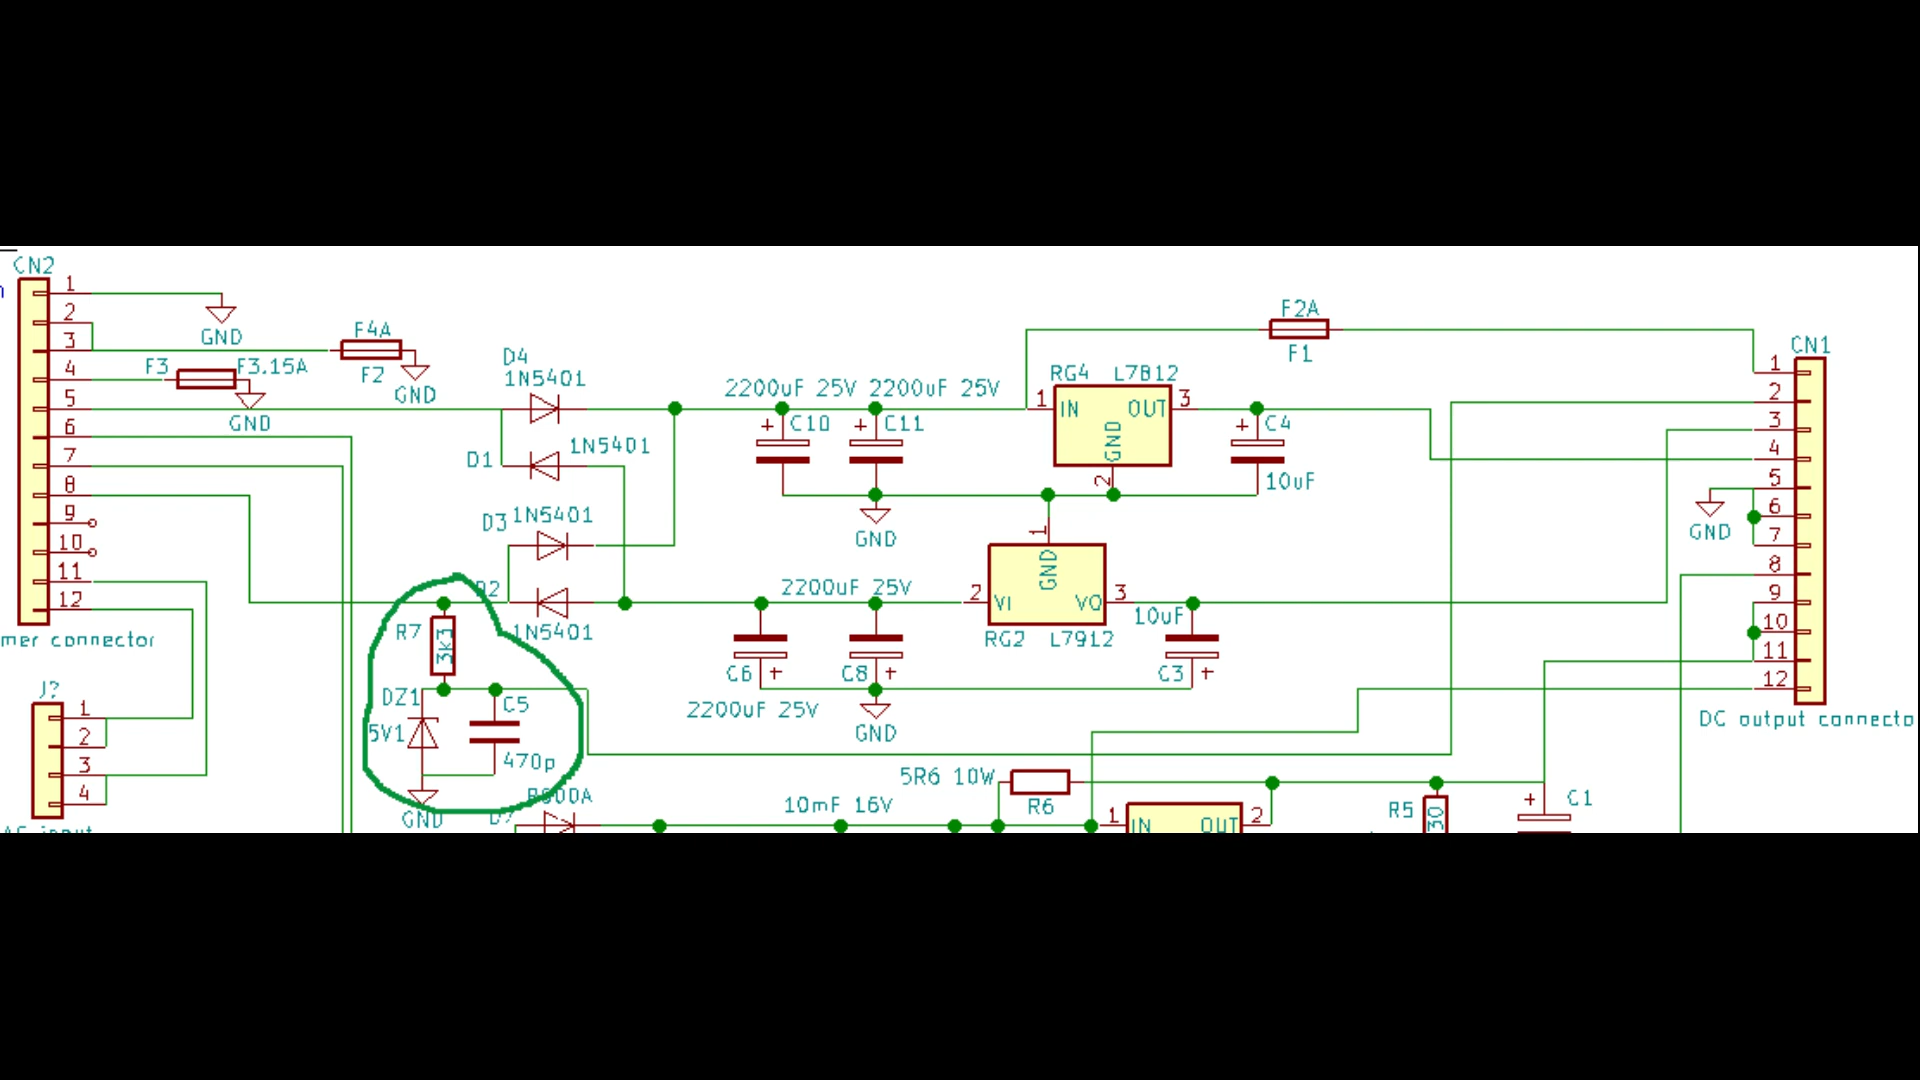 CN2
1
2
3
4
5
6
7
8
9
10
11
12
GND
F4A
F2
GND
F3
F3.15A
GND
mer connector
J?
1
2
3
4
D4
1N5401
D1
1N5401
D3
1N5401
D2
1N5401
R7
3k3
DZ1
5V1
C5
470p
GND
2200uF 25V
2200uF 25V
C10
C11
GND
RG4
L7812
1
IN
OUT
3
GND
2
C4
10uF
F2A
F1
1
GND
2
VI
VO
3
RG2
L7912
2200uF 25V
C6
C8
2200uF 25V
GND
10uF
C3
5R6 10W
R6
10mF 16V
1
IN
OUT
2
R5
30
C1
CN1
1
2
3
4
5
6
7
8
9
10
11
12
GND
DC output connecto